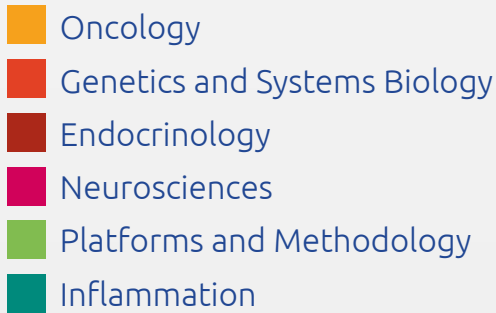 Oncology
Genetics and Systems Biology
Endocrinology
Neurosciences
Platforms and Methodology
Inflammation